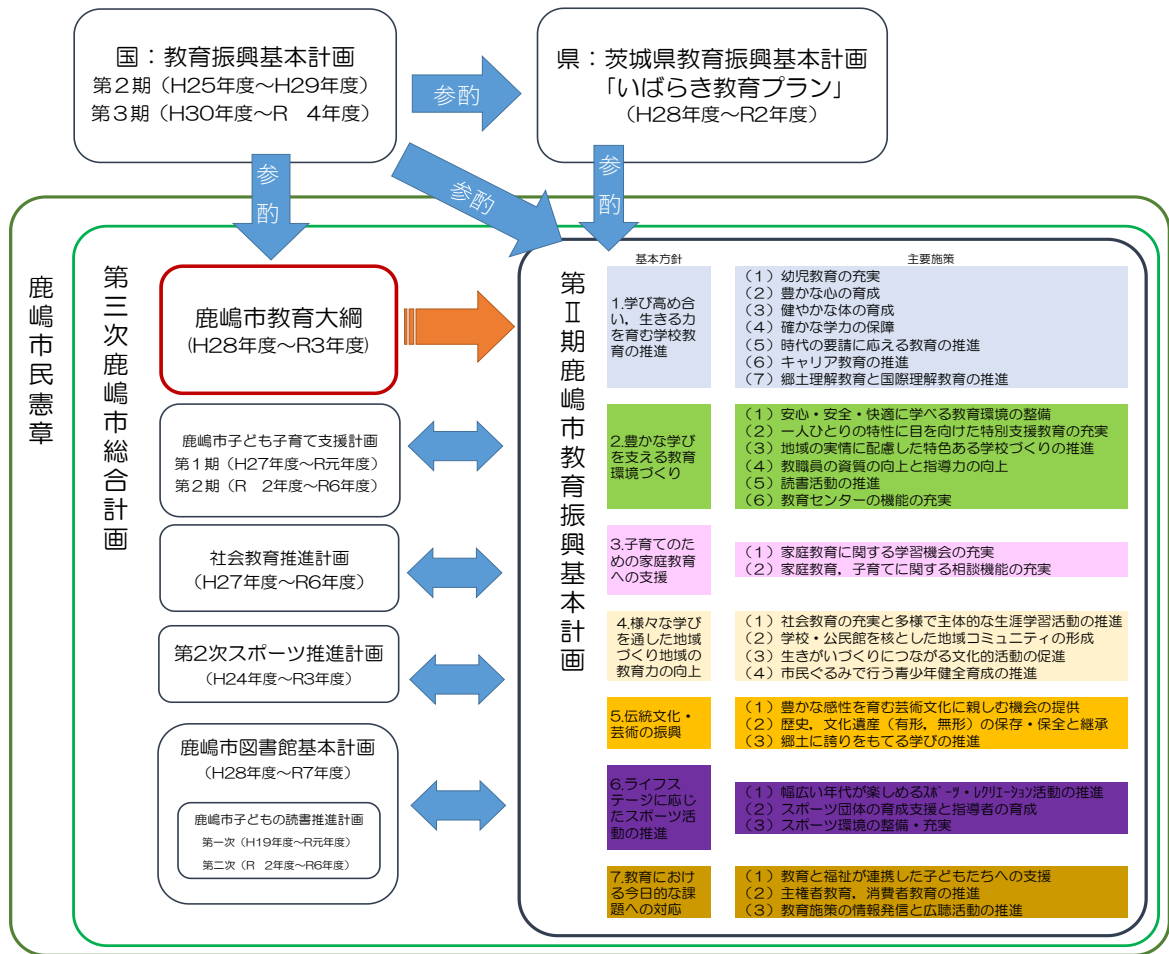 国：教育振興基本計画
第２期（H25年度～H29年度）
第３期（H30年度～R　4年度）
参酌
県：茨城県教育振興基本計画
「いばらき教育プラン」
（H28年度～R2年度）
参酌
参酌
参酌
鹿嶋市民憲章
第三次鹿嶋市総合計画
鹿嶋市教育大綱
(H28年度～R3年度)
鹿嶋市子ども子育て支援計画
第１期（H27年度～R元年度）
第２期（R　2年度～R6年度）
社会教育推進計画
（H27年度～R6年度）
第2次スポーツ推進計画
（H24年度～R3年度）
鹿嶋市図書館基本計画
（H28年度～R7年度）
鹿嶋市子どもの読書推進計画
第一次（H19年度～R元年度）
第二次（R　2年度～R6年度）
第Ⅱ期鹿嶋市教育振興基本計画
基本方針
主要施策
1.学び高め合
い，生きる力
を育む学校教
育の推進
（１）幼児教育の充実
（２）豊かな心の育成
（３）健やかな体の育成
（４）確かな学力の保障
（５）時代の要請に応える教育の推進
（６）キャリア教育の推進
（７）郷土理解教育と国際理解教育の推進
2.豊かな学び
を支える教育
環境づくり
（１）安心・安全・快適に学べる教育環境の整備
（２）一人ひとりの特性に目を向けた特別支援教育の充実
（３）地域の実情に配慮した特色ある学校づくりの推進
（４）教職員の資質の向上と指導力の向上
（５）読書活動の推進
（６）教育センターの機能の充実
3.子育てのた
めの家庭教育
への支援
（１）家庭教育に関する学習機会の充実
（２）家庭教育，子育てに関する相談機能の充実
4.様々な学び
を通した地域
づくり地域の
教育力の向上
（１）社会教育の充実と多様で主体的な生涯学習活動の推進
（２）学校・公民館を核とした地域コミュニティの形成
（３）生きがいづくりにつながる文化的活動の促進
（４）市民ぐるみで行う青少年健全育成の推進
5.伝統文化・
芸術の振興
（１）豊かな感性を育む芸術文化に親しむ機会の提供
（２）歴史，文化遺産（有形，無形）の保存・保全と継承
（３）郷土に誇りをもてる学びの推進
6.ライフス
テージに応じ
たスポーツ活
動の推進
（１）幅広い年代が楽しめるｽﾎﾟｰﾂ・ﾚｸﾘｴｰｼｮﾝ活動の推進
（２）スポーツ団体の育成支援と指導者の育成
（３）スポーツ環境の整備・充実
7.教育におけ
る今日的な課
題への対応
（１）教育と福祉が連携した子どもたちへの支援
（２）主権者教育，消費者教育の推進
（３）教育施策の情報発信と広聴活動の推進